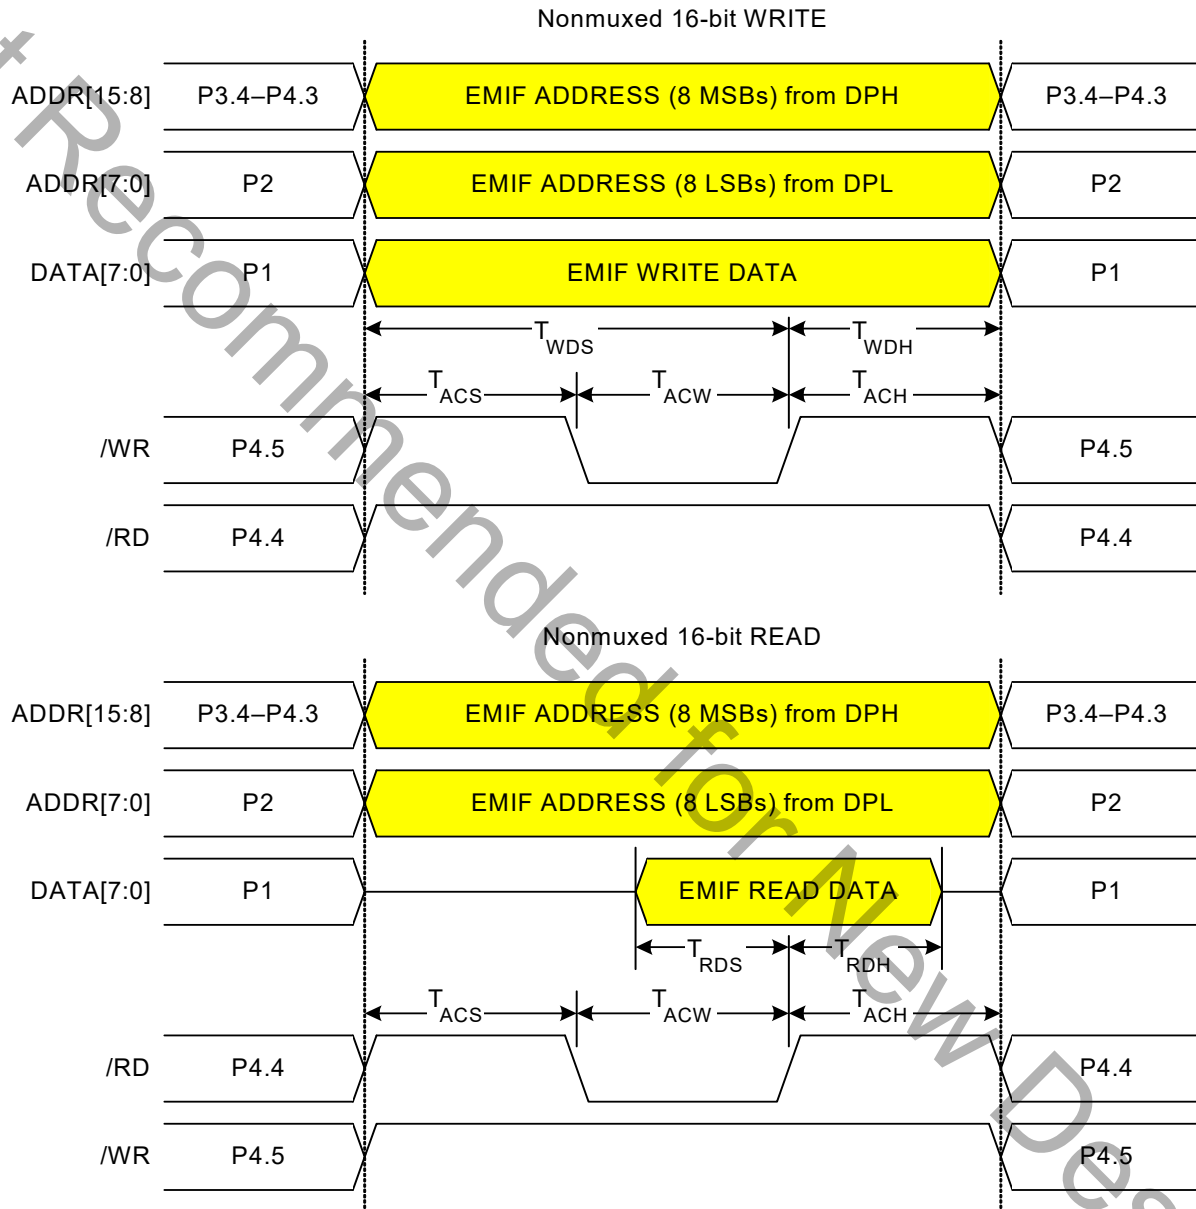 Nonmuxed 16-bit WRITE
ADDR[15:8] P3.4–P4.3 EMIF ADDRESS (8 MSBs) from DPH P3.4–P4.3
ADDR[7:0] P2 EMIF ADDRESS (8 LSBs) from DPL P2
DATA[7:0] P1 EMIF WRITE DATA P1
TWDS TWDH
TACS TACW TACH
/WR P4.5 P4.5
/RD P4.4 P4.4
Nonmuxed 16-bit READ
ADDR[15:8] P3.4–P4.3 EMIF ADDRESS (8 MSBs) from DPH P3.4–P4.3
ADDR[7:0] P2 EMIF ADDRESS (8 LSBs) from DPL P2
DATA[7:0] P1 EMIF READ DATA P1
TRDS TRDH
TACS TACW TACH
/RD P4.4 P4.4
/WR P4.5 P4.5
t Recommended for New Des